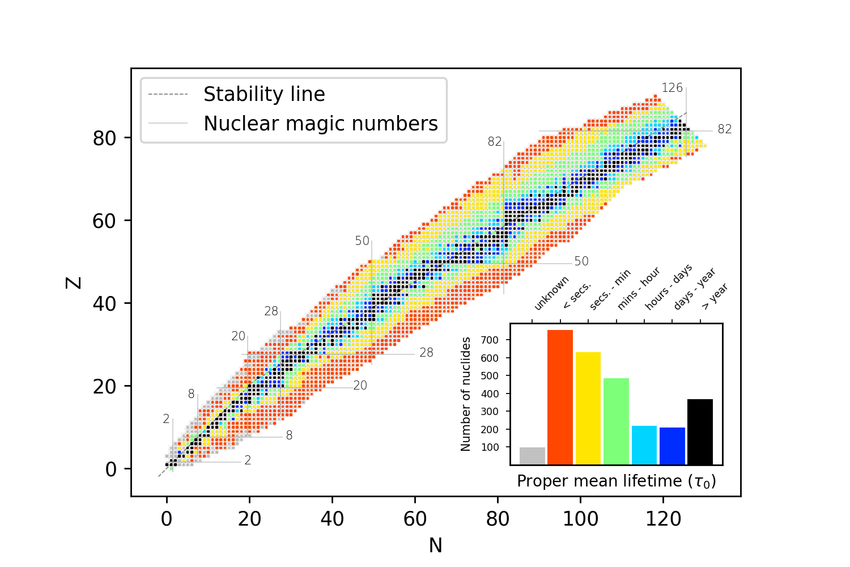 Stability line
Nuclear magic numbers
126
82
82
50
50
28
28
20
20
8
8
2
2
Z
80
60
40
20
0
0 20 40 60 80 100 120
N
unknown
< secs.
secs. - min
mins - hour
hours - days
days - year
> year
Number of nuclides
700
600
500
400
300
200
100
Proper mean lifetime (τ₀)